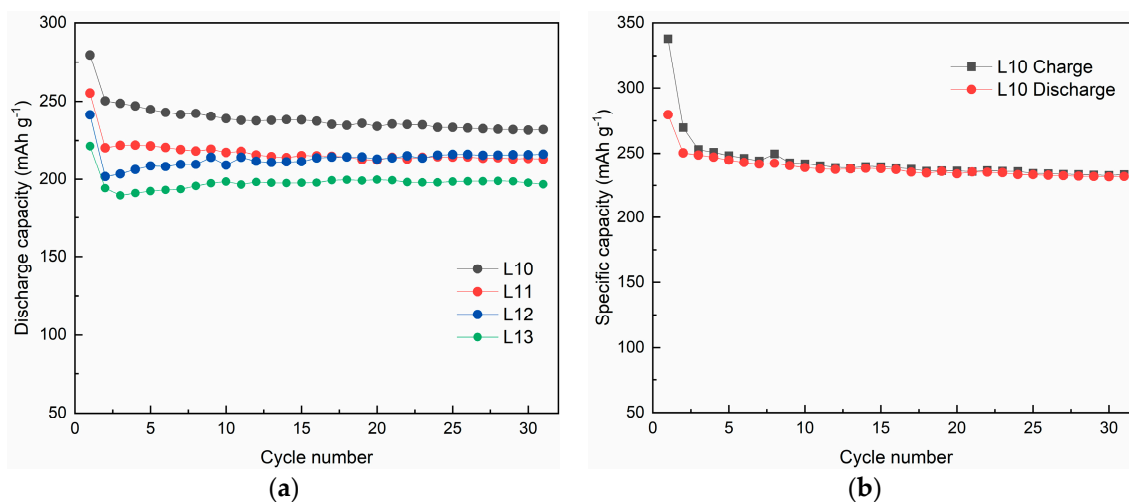 300
250
200
150
100
50
0
5
10
15
20
25
30
Discharge capacity (mAh g⁻¹)
Cycle number
L10
L11
L12
L13
(a)
350
300
250
200
150
100
50
0
5
10
15
20
25
30
Specific capacity (mAh g⁻¹)
Cycle number
L10 Charge
L10 Discharge
(b)